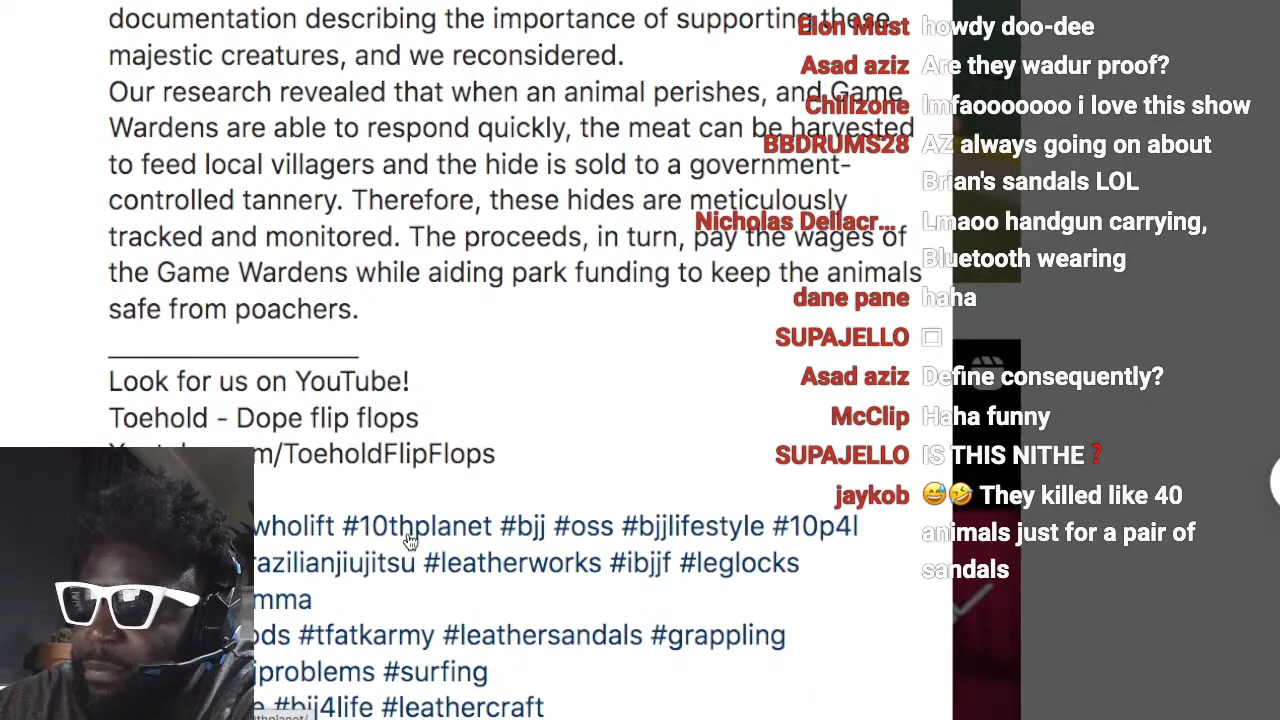 documentation describing the importance of supporting these
majestic creatures, and we reconsidered.
Our research revealed that when an animal perishes, and Game
Wardens are able to respond quickly, the meat can be harvested
to feed local villagers and the hide is sold to a government-
controlled tannery. Therefore, these hides are meticulously
tracked and monitored. The proceeds, in turn, pay the wages of
the Game Wardens while aiding park funding to keep the animals
safe from poachers.
Look for us on YouTube!
Toehold - Dope flip flops
m/ToeholdFlipFlops
wholift #10thplanet #bjj #oss #bjjlifestyle #10p4l
razilianjiujitsu #leatherworks #ibjjf #leglocks
mma
ods #tfatkarmy #leathersandals #grappling
jproblems #surfing
e #bjj4life #leathercraft
thplanet/
Elon Must howdy doo-dee
Asad aziz Are they wadur proof?
Chillzone lmfaooooooo i love this show
BBDRUMS28 AZ always going on about
Brian's sandals LOL
Nicholas Dellacr... Lmaoo handgun carrying,
Bluetooth wearing
dane pane haha
SUPAJELLO □
Asad aziz Define consequently?
McClip Haha funny
SUPAJELLO IS THIS NITHE❓
jaykob 😅🤣 They killed like 40
animals just for a pair of
sandals